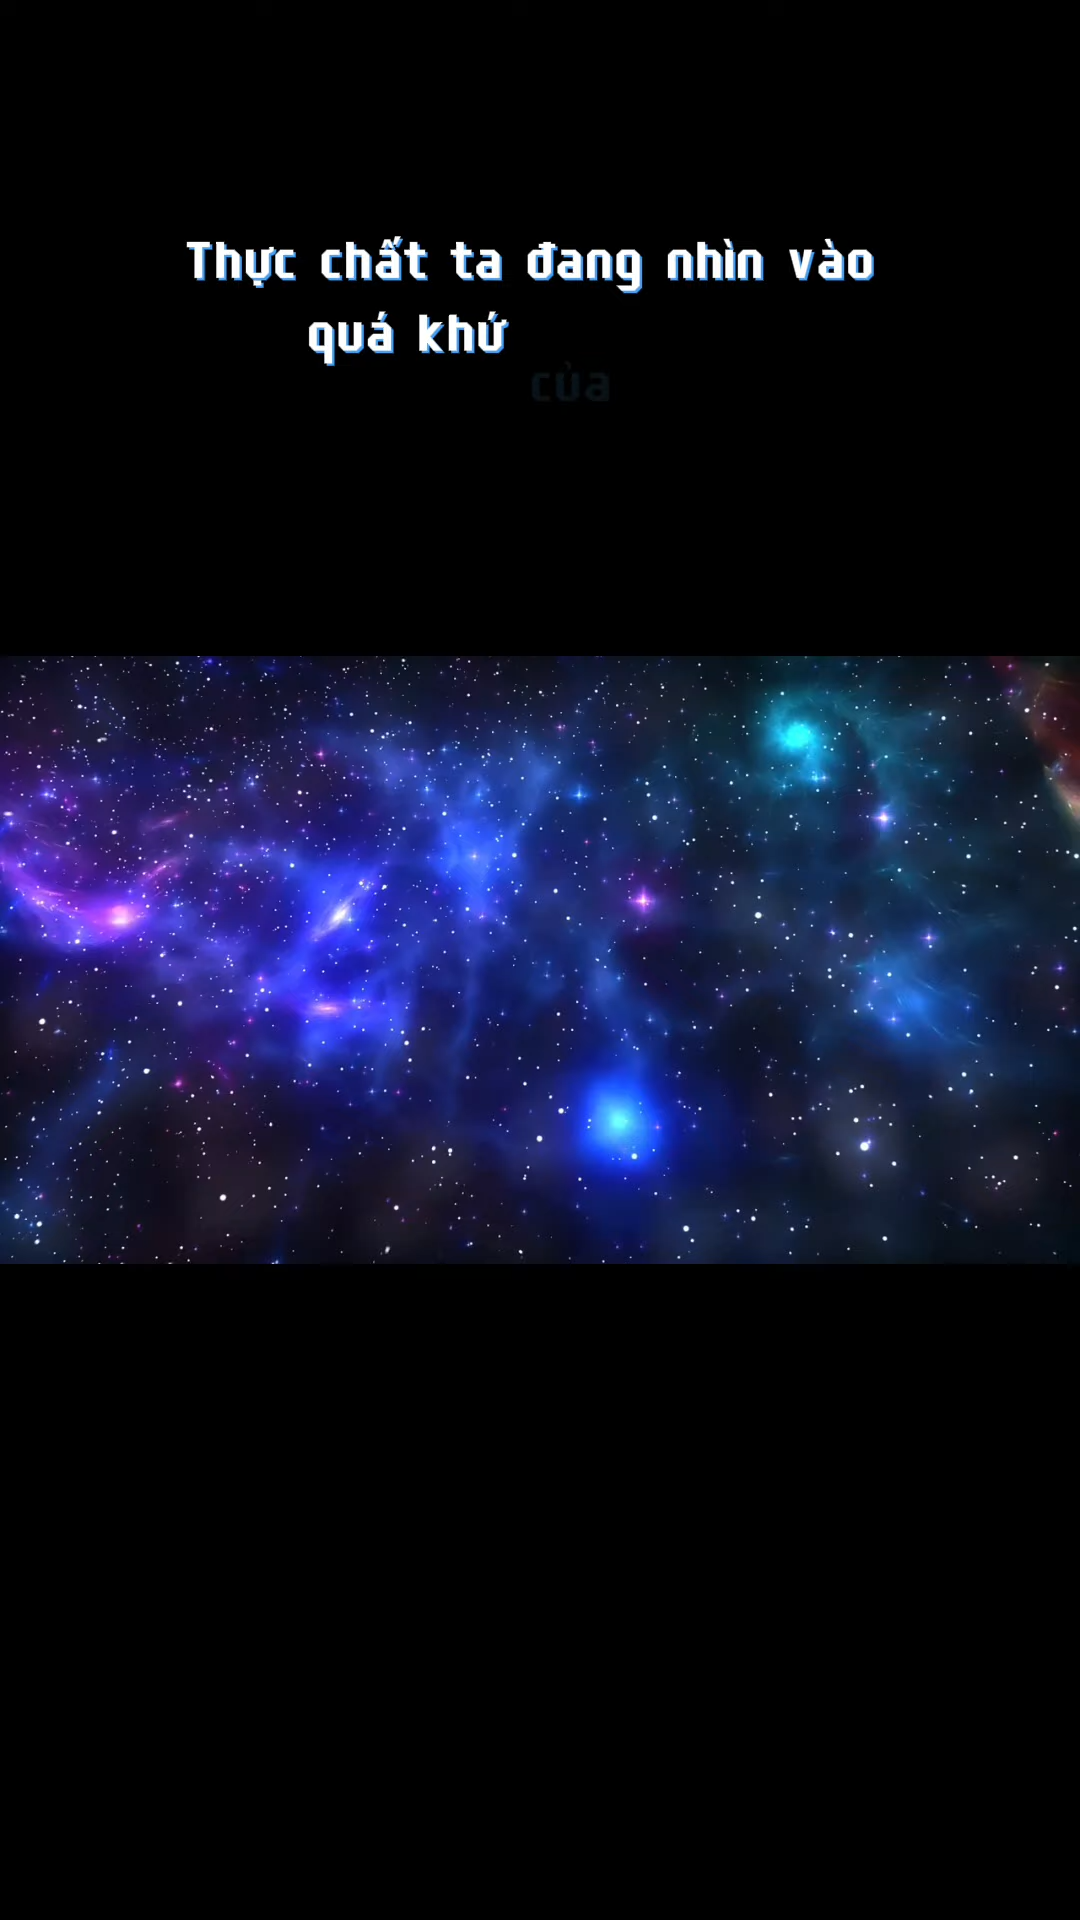 Thực chất ta đang nhìn vào
quá khứ
của